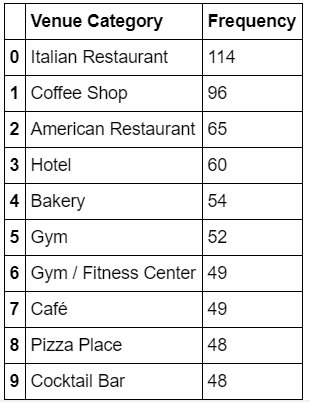 Venue Category Frequency
0 Italian Restaurant 114
1 Coffee Shop 96
2 American Restaurant 65
3 Hotel 60
4 Bakery 54
5 Gym 52
6 Gym / Fitness Center 49
7 Café 49
8 Pizza Place 48
9 Cocktail Bar 48